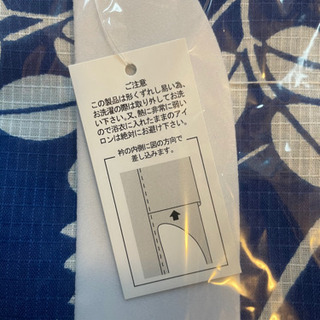 ご注意
この製品は形くずれし易い為、
お洗濯の際は取り外してお洗
い下さい。又、熱に非常に弱い
ので浴衣に入れたままのアイ
ロンは絶対にお避け下さい。
衿の内側に図の方向で
差し込みます。